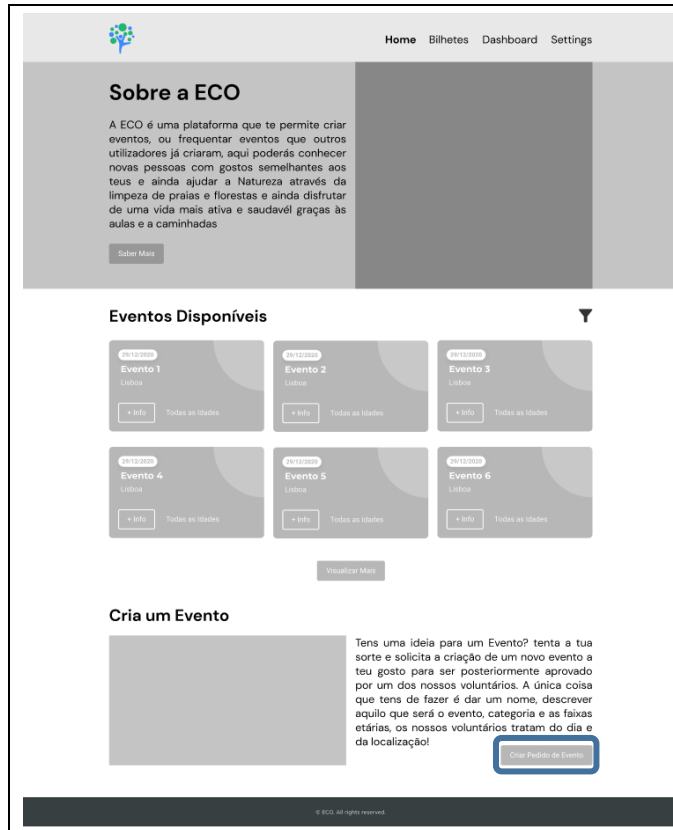 Home Bilhetes Dashboard Settings
Sobre a ECO
A ECO é uma plataforma que te permite criar
eventos, ou frequentar eventos que outros
utilizadores já criaram, aqui poderás conhecer
novas pessoas com gostos semelhantes aos
teus e ainda ajudar a Natureza através da
limpeza de praias e florestas e ainda disfrutar
de uma vida mais ativa e saudavél graças às
aulas e a caminhadas
Saber Mais
Eventos Disponíveis
29/12/2020
Evento 1
Lisboa
+ Info Todas as Idades
29/12/2020
Evento 2
Lisboa
+ Info Todas as Idades
29/12/2020
Evento 3
Lisboa
+ Info Todas as Idades
29/12/2020
Evento 4
Lisboa
+ Info Todas as Idades
29/12/2020
Evento 5
Lisboa
+ Info Todas as Idades
29/12/2020
Evento 6
Lisboa
+ Info Todas as Idades
Visualizar Mais
Cria um Evento
Tens uma ideia para um Evento? tenta a tua
sorte e solicita a criação de um novo evento a
teu gosto para ser posteriormente aprovado
por um dos nossos voluntários. A única coisa
que tens de fazer é dar um nome, descrever
aquilo que será o evento, categoria e as faixas
etárias, os nossos voluntários tratam do dia e
da localização!
Criar Pedido de Evento
© ECO. All rights reserved.